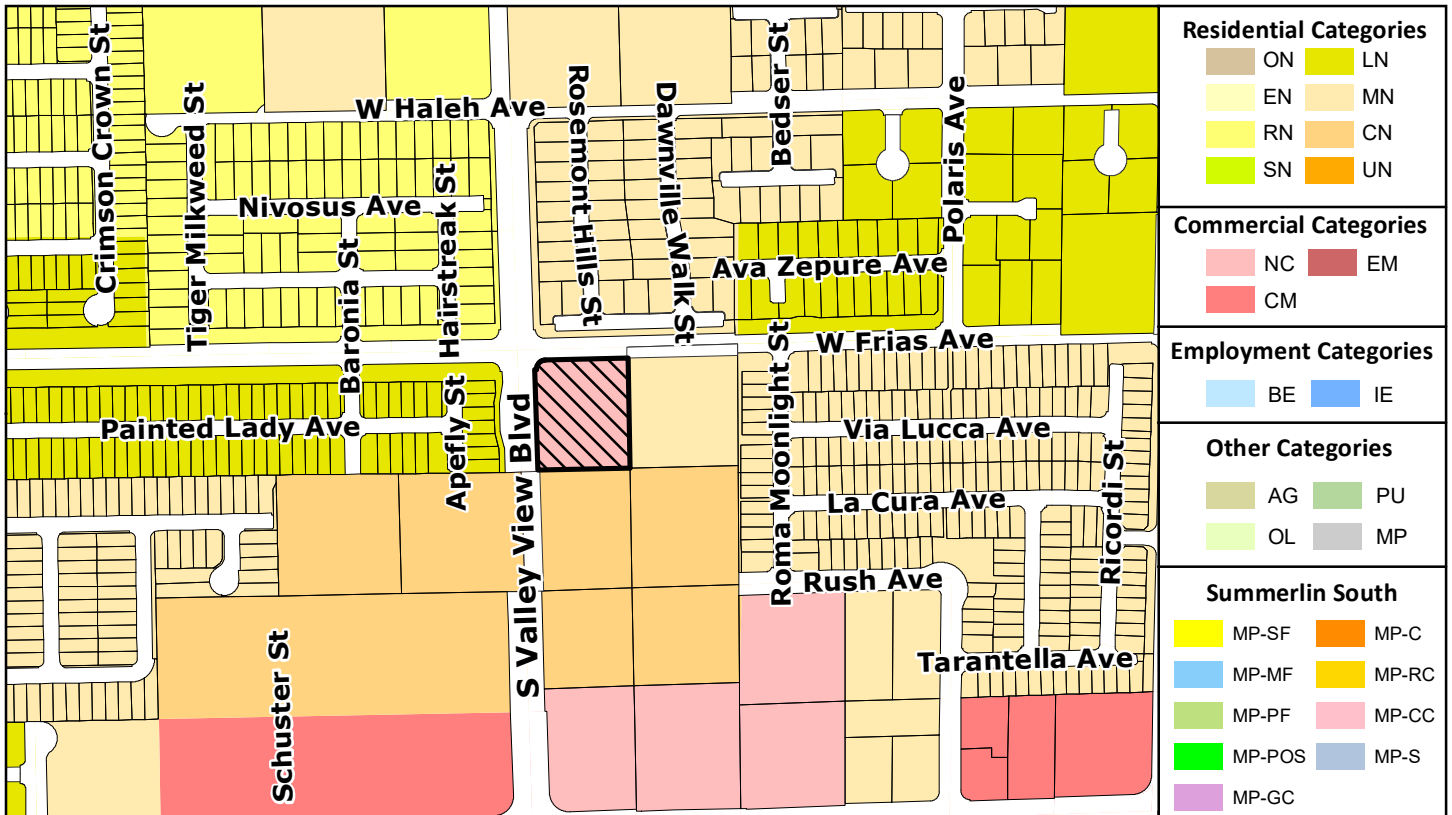 Crimson Crown St
Tiger Milkweed St
W Haleh Ave
Rosemont Hills St
Dawnville Walk St
Bedser St
Polaris Ave
Nivosus Ave
Baronia St
Hairstreak St
Ava Zepure Ave
W Frias Ave
Painted Lady Ave
Apefly St
S Valley View Blvd
Roma Moonlight St
Via Lucca Ave
La Cura Ave
Ricordi St
Rush Ave
Tarantella Ave
Schuster St
Residential Categories
ON LN
EN MN
RN CN
SN UN
Commercial Categories
NC EM
CM
Employment Categories
BE IE
Other Categories
AG PU
OL MP
Summerlin South
MP-SF MP-C
MP-MF MP-RC
MP-PF MP-CC
MP-POS MP-S
MP-GC